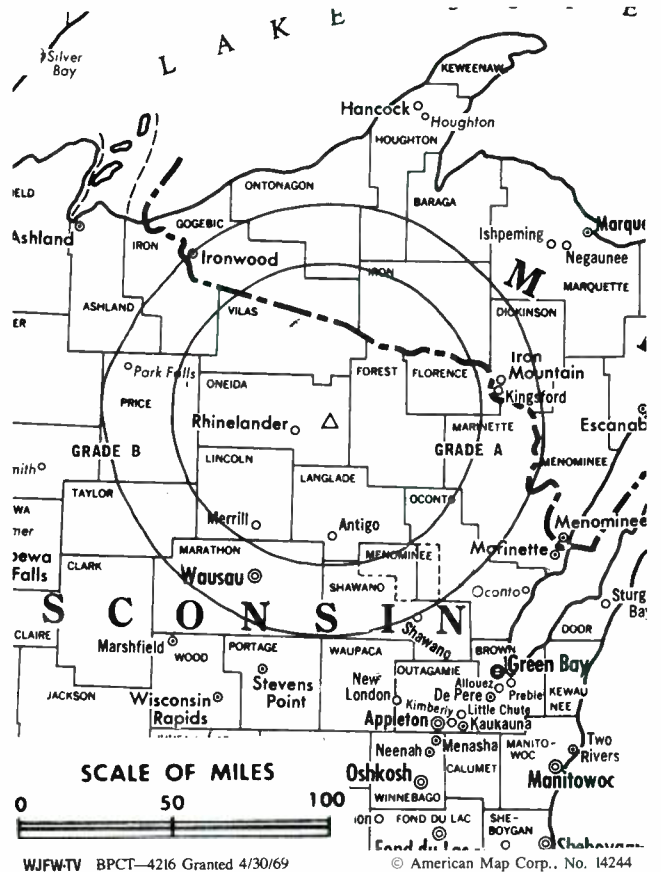 L A K E
E
Silver
Bay
KEWEENAW
Hancock
Houghton
HOUGHTON
ONTONAGON
BARAGA
GOGEBIC
Ashland
IRON
Ironwood
Ishpeming
Negaunee
M
MARQUETTE
IRON
DICKINSON
ASHLAND
VILAS
Park Falls
ONEIDA
FOREST
FLORENCE
Iron
Mountain
Kingsford
PRICE
Rhinelander
MARINETTE
GRADE B
GRADE A
LINCOLN
MENOMINEE
LANGLADE
TAYLOR
OCONTO
Merrill
Antigo
Menominee
Marinette
MARATHON
MENOMINEE
Falls
CLARK
Wausau
SHAWANO
Oconto
S C O N S I N
DOOR
CLAIRE
Marshfield
WOOD
PORTAGE
WAUPACA
Shawano
BROWN
OUTAGAMIE
Green Bay
JACKSON
Wisconsin
Rapids
Stevens
Point
New
London
Allouez
De Pere
Preble
KEWAU
NEE
Kimberly
Little Chute
Appleton
Kaukauna
Neenah
Menasha
MANITO-
WOC
Two
Rivers
SCALE OF MILES
Oshkosh
CALUMET
Manitowoc
0 50 100
WINNEBAGO
FOND DU LAC
SHE-
BOYGAN
WJFW-TV BPCT—4216 Granted 4/30/69
© American Map Corp., No. 14244